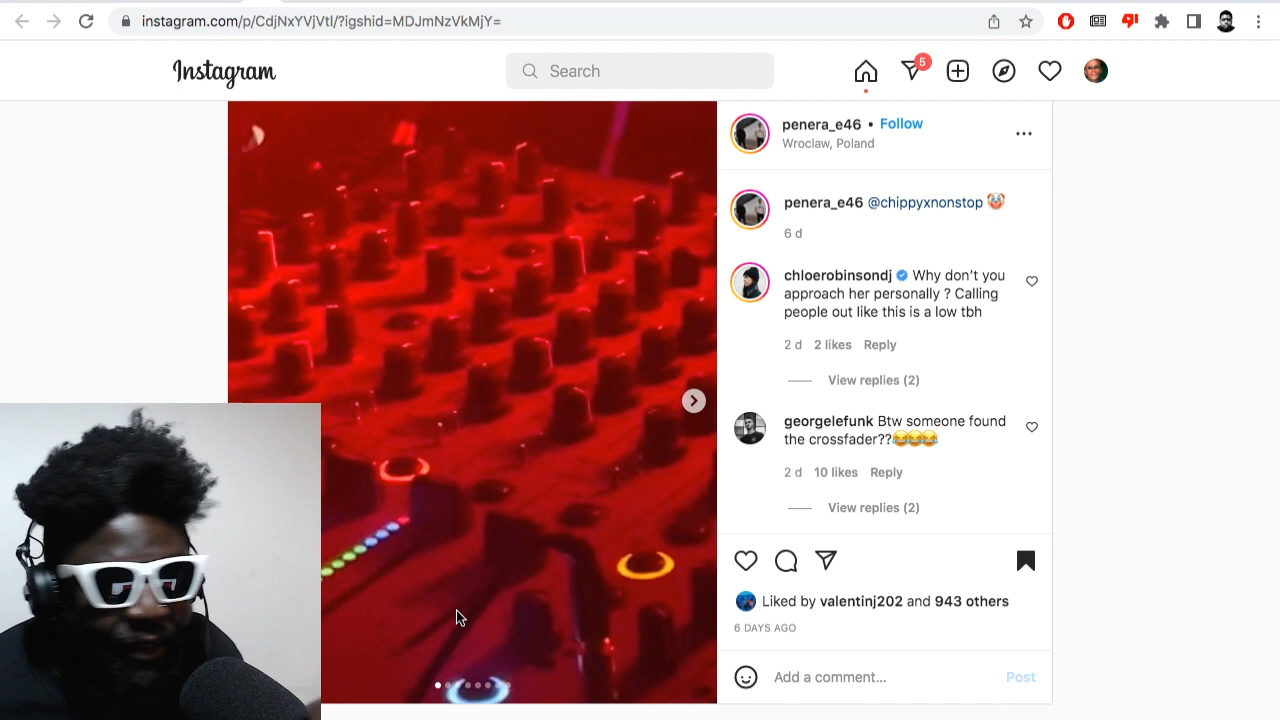 instagram.com/p/CdjNxYVjVtI/?igshid=MDJmNzVkMjY=
Instagram
Search
5
penera_e46 • Follow
Wroclaw, Poland
penera_e46 @chippyxnonstop 🤡
6 d
chloerobinsondj Why don’t you
approach her personally ? Calling
people out like this is a low tbh
2 d 2 likes Reply
View replies (2)
georgelefunk Btw someone found
the crossfader??😂😂😂
2 d 10 likes Reply
View replies (2)
Liked by valentinj202 and 943 others
6 DAYS AGO
Add a comment...
Post